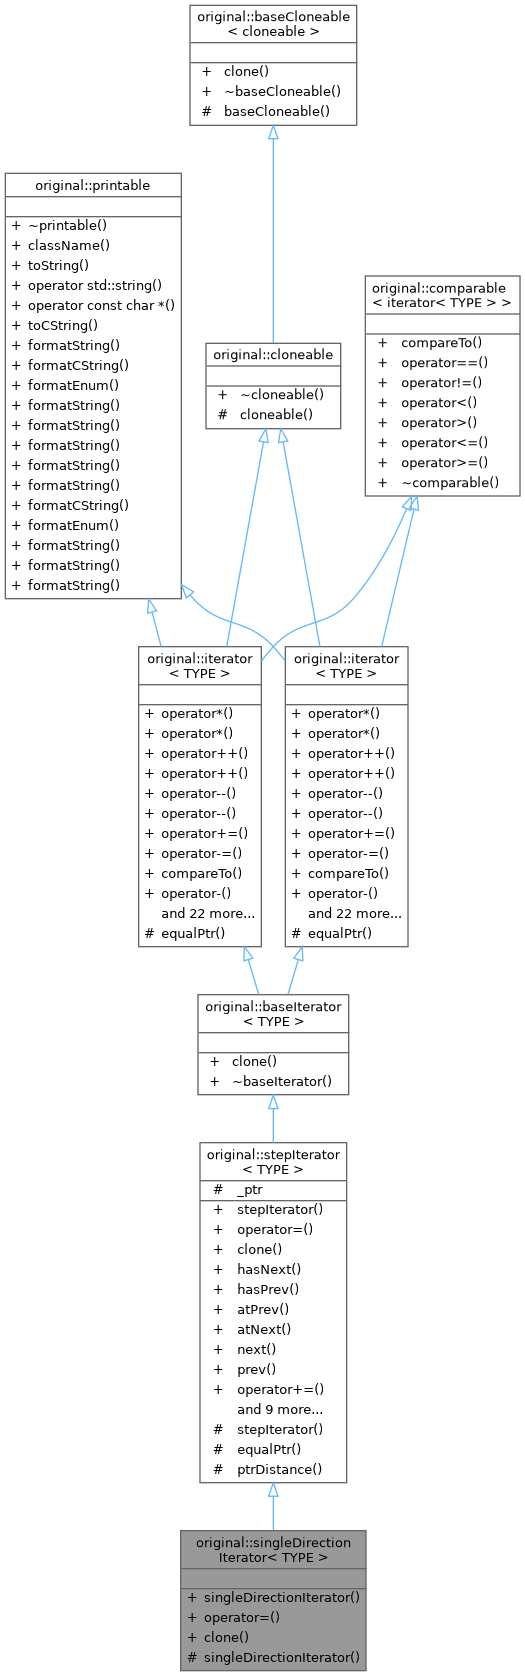 original::baseCloneable
< cloneable >
+ clone()
+ ~baseCloneable()
# baseCloneable()
original::printable
+ ~printable()
+ className()
+ toString()
+ operator std::string()
+ operator const char *()
+ toCString()
+ formatString()
+ formatCString()
+ formatEnum()
+ formatString()
+ formatString()
+ formatString()
+ formatString()
+ formatString()
+ formatCString()
+ formatEnum()
+ formatString()
+ formatString()
+ formatString()
original::comparable
< iterator< TYPE > >
+ compareTo()
+ operator==()
+ operator!=()
+ operator<()
+ operator>()
+ operator<=()
+ operator>=()
+ ~comparable()
original::cloneable
+ ~cloneable()
# cloneable()
original::iterator
< TYPE >
+ operator*()
+ operator*()
+ operator++()
+ operator++()
+ operator--()
+ operator--()
+ operator+=()
+ operator-=()
+ compareTo()
+ operator-()
and 22 more...
# equalPtr()
original::iterator
< TYPE >
+ operator*()
+ operator*()
+ operator++()
+ operator++()
+ operator--()
+ operator--()
+ operator+=()
+ operator-=()
+ compareTo()
+ operator-()
and 22 more...
# equalPtr()
original::baseIterator
< TYPE >
+ clone()
+ ~baseIterator()
original::stepIterator
< TYPE >
# _ptr
+ stepIterator()
+ operator=()
+ clone()
+ hasNext()
+ hasPrev()
+ atPrev()
+ atNext()
+ next()
+ prev()
+ operator+=()
and 9 more...
# stepIterator()
# equalPtr()
# ptrDistance()
original::singleDirection
Iterator< TYPE >
+ singleDirectionIterator()
+ operator=()
+ clone()
# singleDirectionIterator()